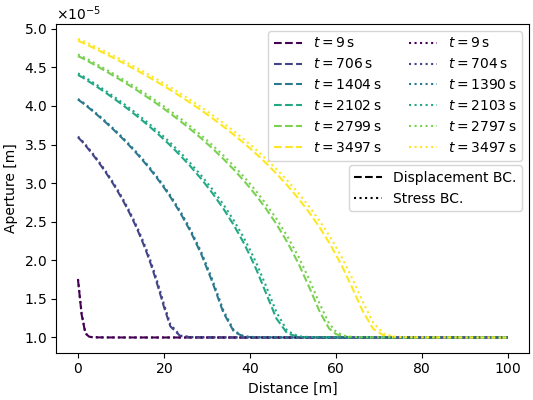 ×10⁻⁵
5.0
4.5
4.0
3.5
3.0
2.5
2.0
1.5
1.0
Aperture [m]
0 20 40 60 80 100
Distance [m]
t = 9 s t = 9 s
t = 706 s t = 704 s
t = 1404 s t = 1390 s
t = 2102 s t = 2103 s
t = 2799 s t = 2797 s
t = 3497 s t = 3497 s
Displacement BC.
Stress BC.